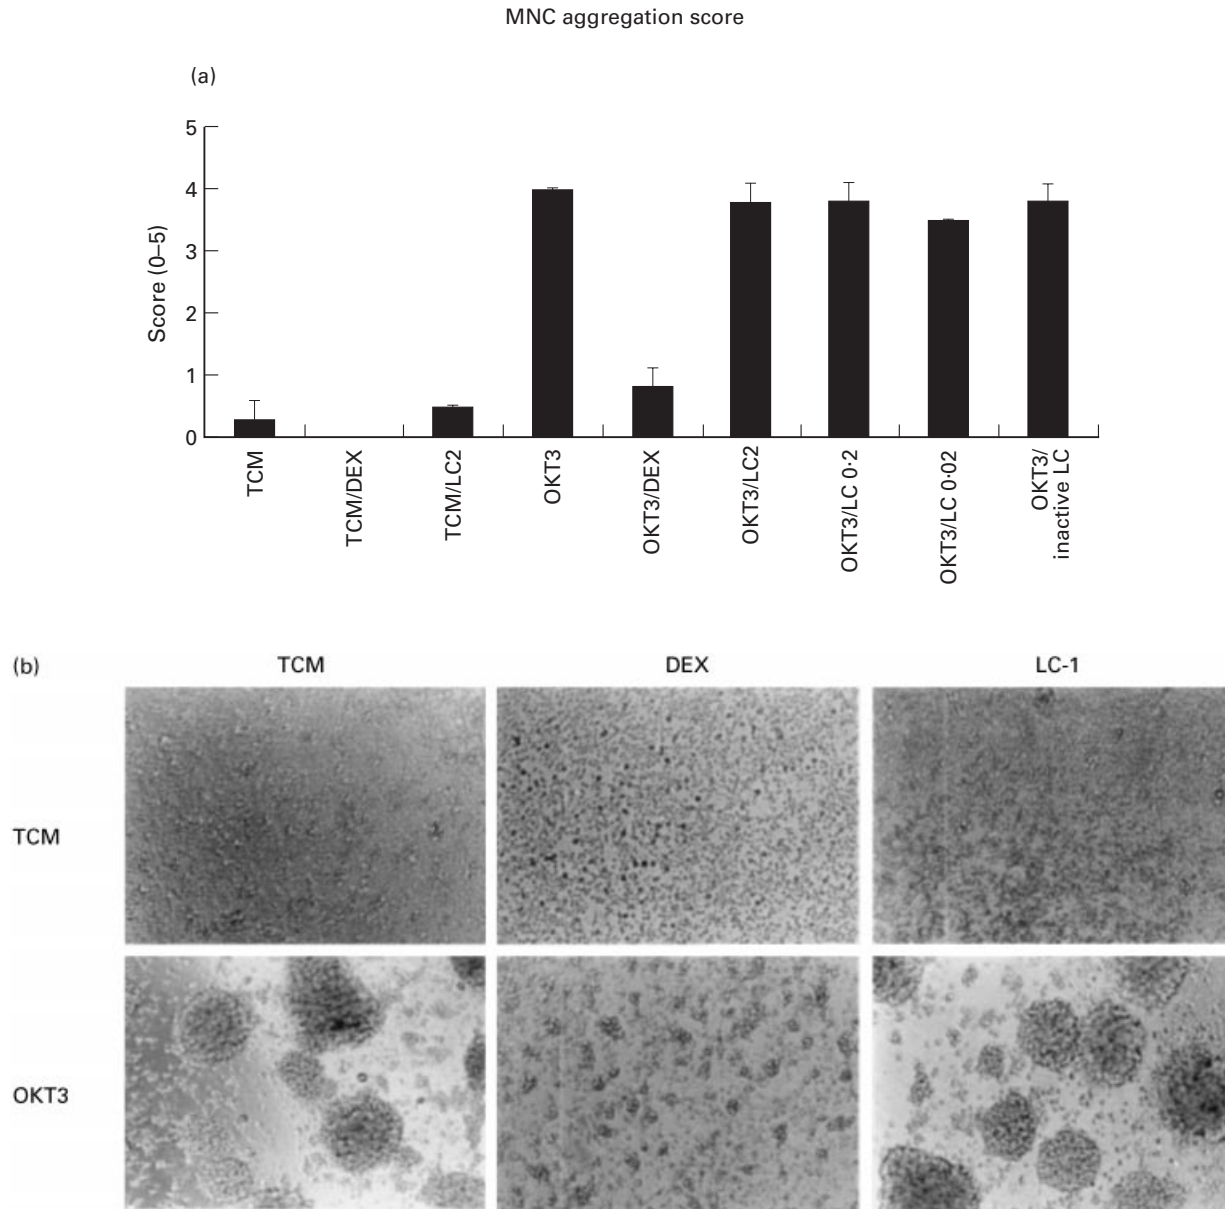 MNC aggregation score
(a)
Score (0–5)
5
4
3
2
1
0
TCM
TCM/DEX
TCM/LC2
OKT3
OKT3/DEX
OKT3/LC2
OKT3/LC 0·2
OKT3/LC 0·02
OKT3/
inactive LC
(b)
TCM
DEX
LC-1
TCM
OKT3